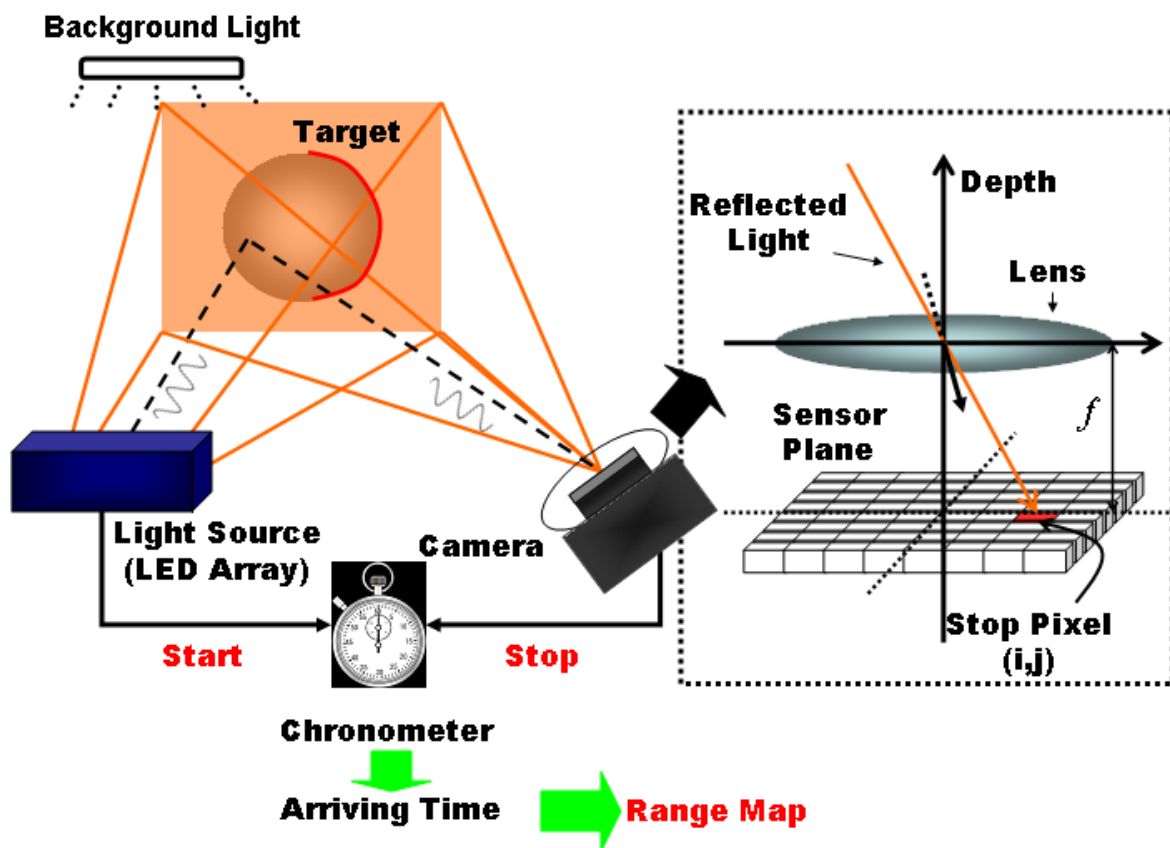 Background Light
Target
Depth
Reflected
Light
Lens
f
Sensor
Plane
Light Source
(LED Array)
Camera
Start
Stop
Stop Pixel
(i,j)
Chronometer
Arriving Time
Range Map